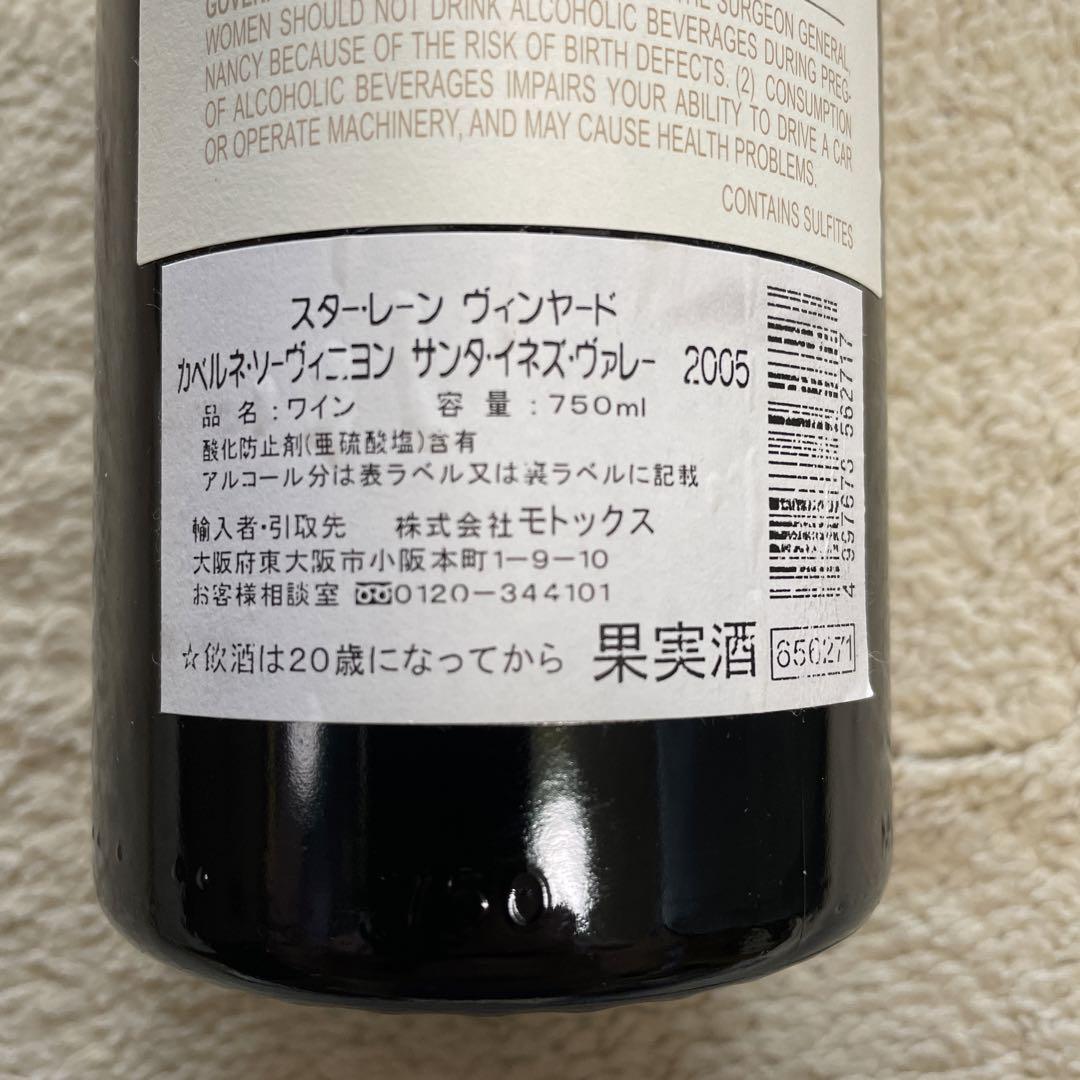 THE SURGEON GENERAL
WOMEN SHOULD NOT DRINK ALCOHOLIC BEVERAGES DURING PREG-
NANCY BECAUSE OF THE RISK OF BIRTH DEFECTS. (2) CONSUMPTION
OF ALCOHOLIC BEVERAGES IMPAIRS YOUR ABILITY TO DRIVE A CAR
OR OPERATE MACHINERY, AND MAY CAUSE HEALTH PROBLEMS.
CONTAINS SULFITES
スター・レーン ヴィンヤード
カベルネ・ソーヴィニヨン サンタ・イネズ・ヴァレー 2005
品 名 : ワイン 容 量 : 750ml
酸化防止剤(亜硫酸塩)含有
アルコール分は表ラベル又は裏ラベルに記載
輸入者・引取先 株式会社モトックス
大阪府東大阪市小阪本町1-9-10
お客様相談室 0120-344101
☆飲酒は20歳になってから 果実酒 656271
4 997678 562717